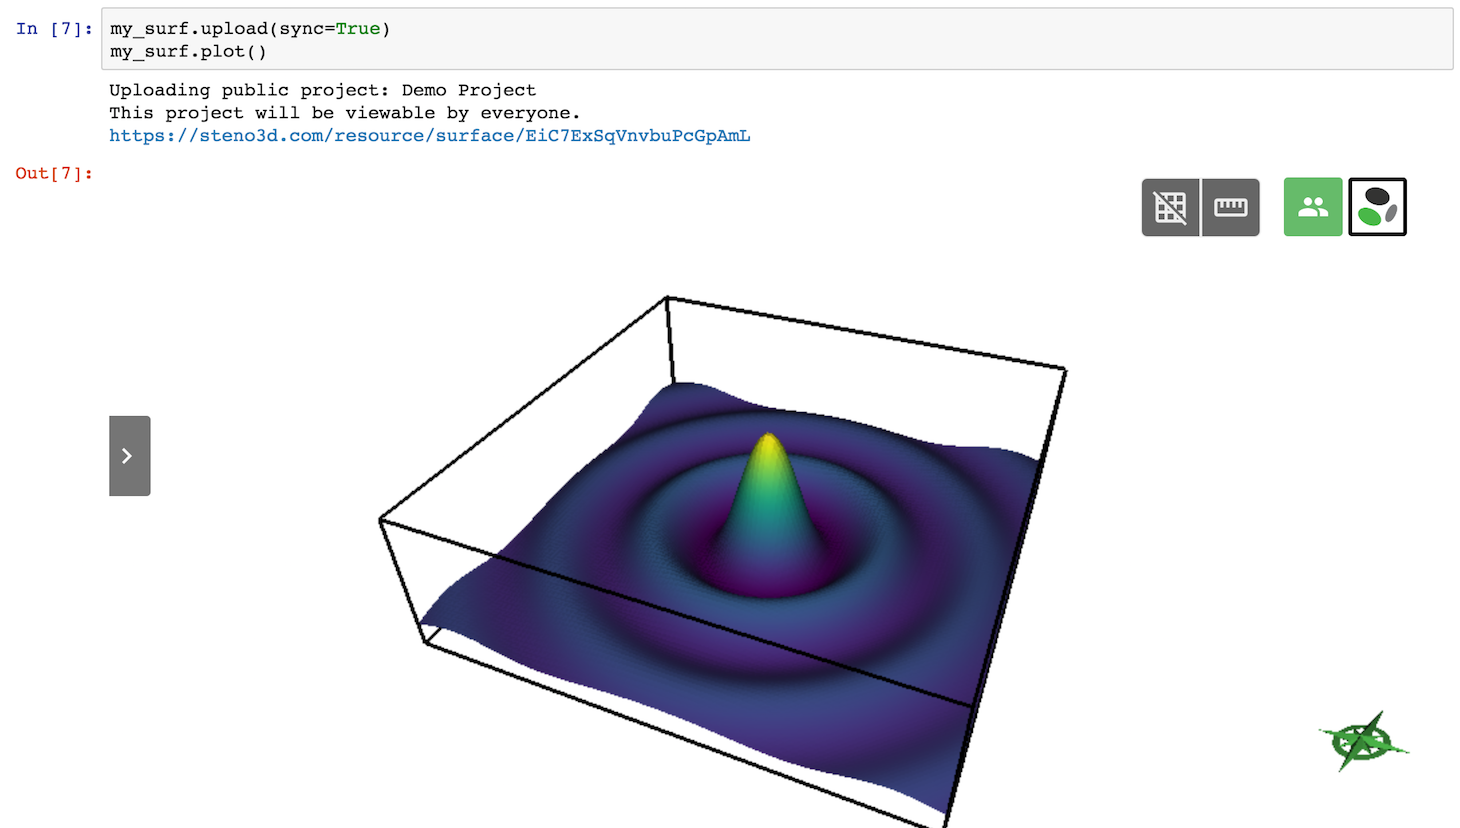 In [7]: my_surf.upload(sync=True)
my_surf.plot()
Uploading public project: Demo Project
This project will be viewable by everyone.
https://steno3d.com/resource/surface/EiC7ExSqVnvbuPcGpAmL
Out[7]: